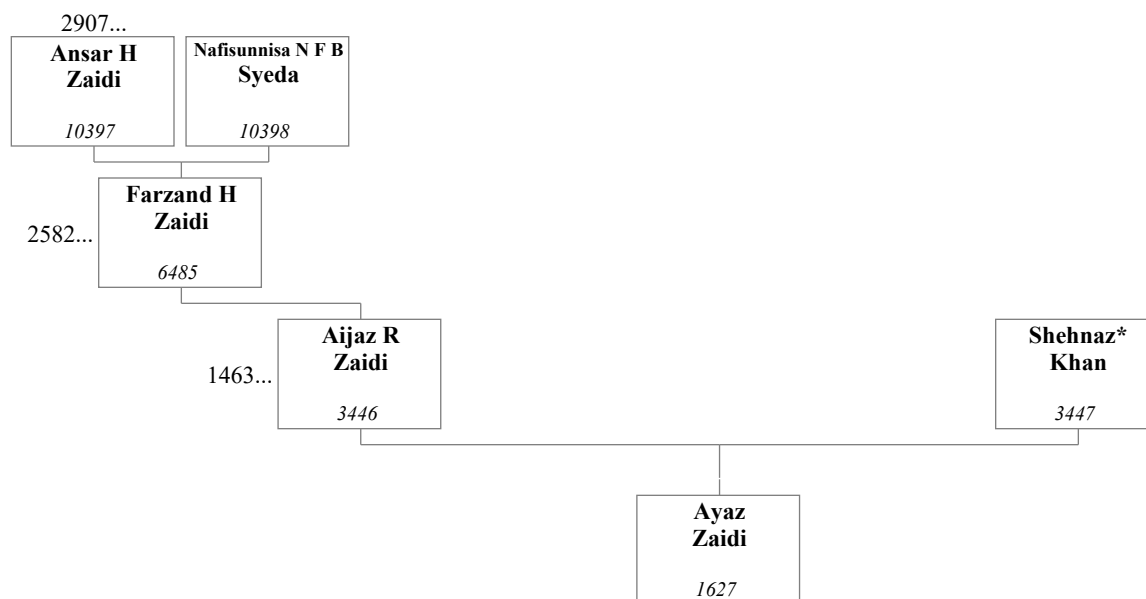 2907...
Ansar H
Zaidi
10397
Nafisunnisa N F B
Syeda
10398
Farzand H
Zaidi
2582...
6485
Aijaz R
Zaidi
1463...
3446
Shehnaz*
Khan
3447
Ayaz
Zaidi
1627